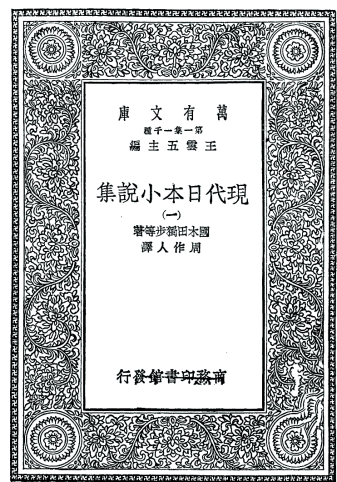 萬有文庫
第一集一千種
王雲五主編
現代日本小說集
(一)
國木田獨步等著
周作人譯
商務印書館發行